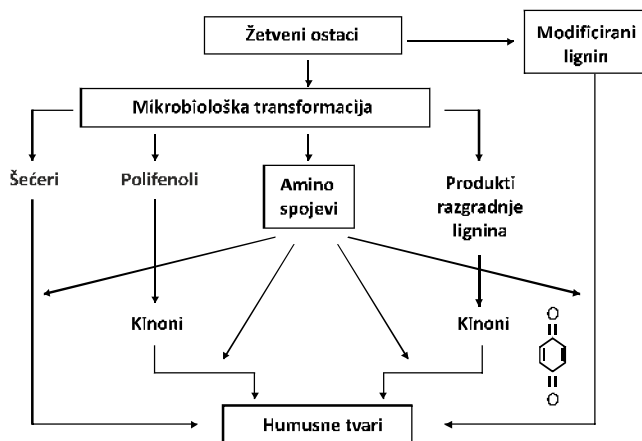 Žetveni ostaci
Modificirani
lignin
Mikrobiološka transformacija
Šećeri
Polifenoli
Amino
spojevi
Produkti
razgradnje
lignina
Kinoni
Kinoni
O
O
Humusne tvari